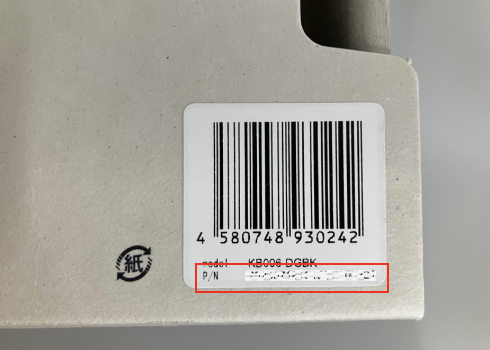 紙
4 580748 930242
model KB006-DGBK
P/N